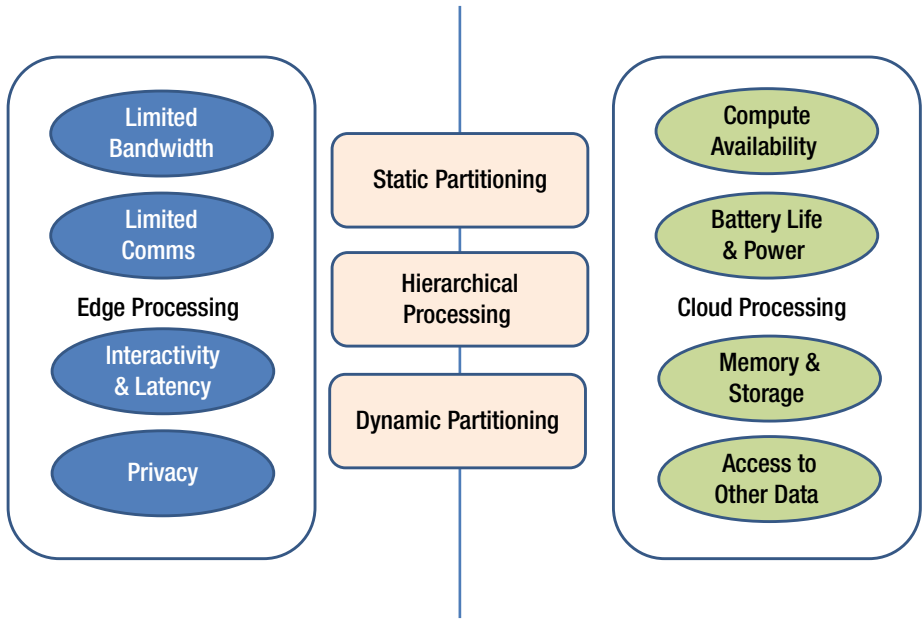 Limited
Bandwidth
Limited
Comms
Edge Processing
Interactivity
& Latency
Privacy
Static Partitioning
Hierarchical
Processing
Dynamic Partitioning
Compute
Availability
Battery Life
& Power
Cloud Processing
Memory &
Storage
Access to
Other Data